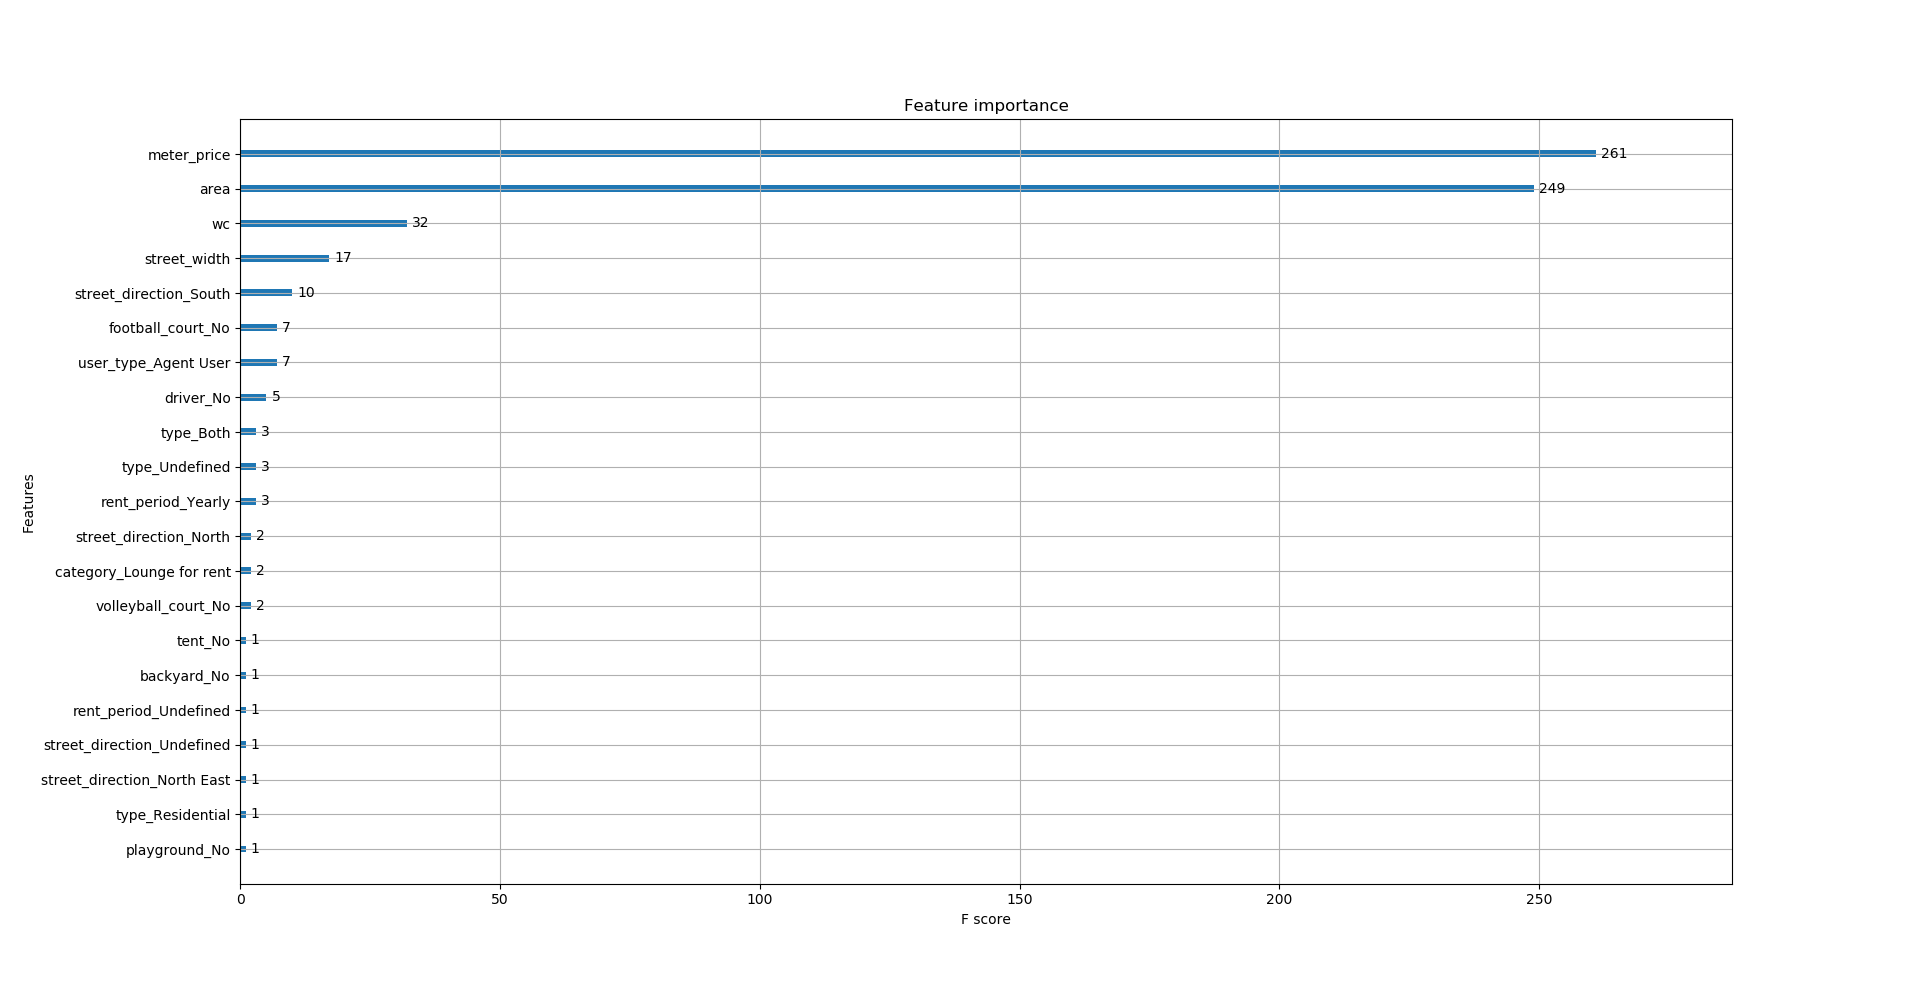 Feature importance
meter_price 261
area 249
wc 32
street_width 17
street_direction_South 10
football_court_No 7
user_type_Agent User 7
driver_No 5
type_Both 3
type_Undefined 3
rent_period_Yearly 3
street_direction_North 2
category_Lounge for rent 2
volleyball_court_No 2
tent_No 1
backyard_No 1
rent_period_Undefined 1
street_direction_Undefined 1
street_direction_North East 1
type_Residential 1
playground_No 1
Features
0 50 100 150 200 250
F score